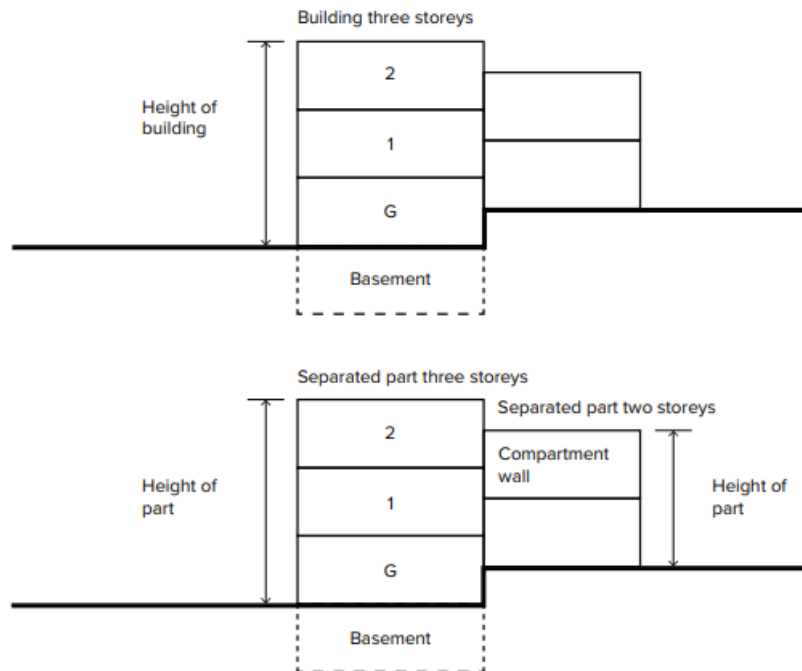 Building three storeys
2
Height of
building
1
G
Basement
Separated part three storeys
Separated part two storeys
2
Compartment
wall
Height of
part
1
Height of
part
G
Basement